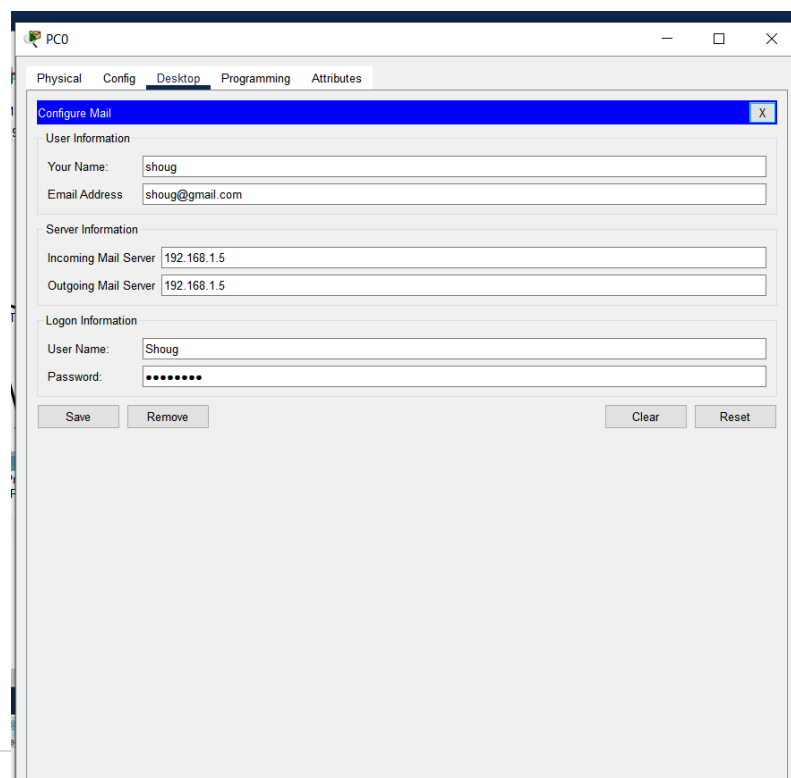 PC0
Physical Config Desktop Programming Attributes
Configure Mail X
User Information
Your Name: shoug
Email Address shoug@gmail.com
Server Information
Incoming Mail Server 192.168.1.5
Outgoing Mail Server 192.168.1.5
Logon Information
User Name: Shoug
Password: ••••••••
Save Remove Clear Reset